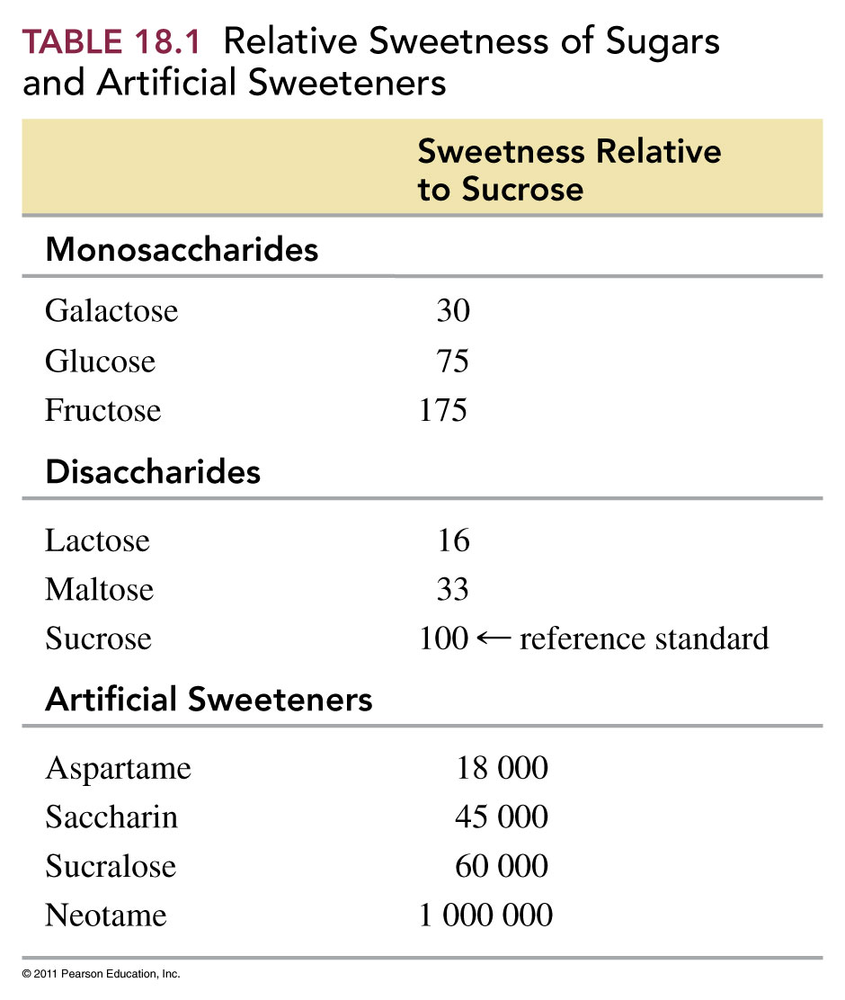 TABLE 18.1 Relative Sweetness of Sugars
and Artificial Sweeteners
Sweetness Relative
to Sucrose
Monosaccharides
Galactose 30
Glucose 75
Fructose 175
Disaccharides
Lactose 16
Maltose 33
Sucrose 100 ← reference standard
Artificial Sweeteners
Aspartame 18 000
Saccharin 45 000
Sucralose 60 000
Neotame 1 000 000
© 2011 Pearson Education, Inc.